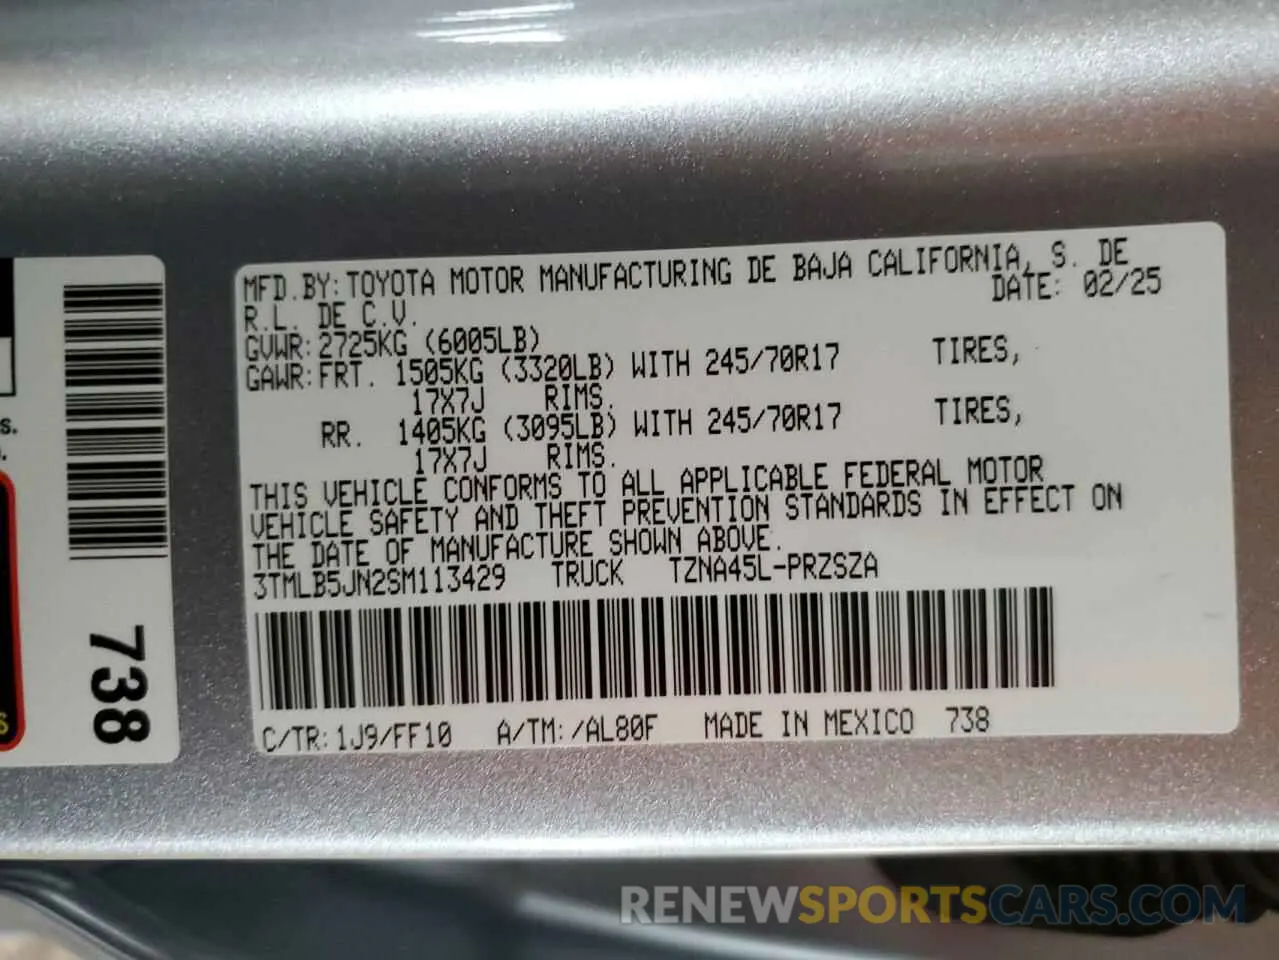 MFD.BY:TOYOTA MOTOR MANUFACTURING DE BAJA CALIFORNIA, S. DE
R.L. DE C.V.
DATE: 02/25
GVWR:2725KG (6005LB)
GAWR:FRT. 1505KG (3320LB) WITH 245/70R17 TIRES,
17X7J RIMS.
RR. 1405KG (3095LB) WITH 245/70R17 TIRES,
17X7J RIMS.
THIS VEHICLE CONFORMS TO ALL APPLICABLE FEDERAL MOTOR
VEHICLE SAFETY AND THEFT PREVENTION STANDARDS IN EFFECT ON
THE DATE OF MANUFACTURE SHOWN ABOVE.
3TMLB5JN2SM113429 TRUCK TZNA45L-PRZSZA
C/TR:1J9/FF10 A/TM:/AL80F MADE IN MEXICO 738
738
RENEWSPORTSCARS.COM